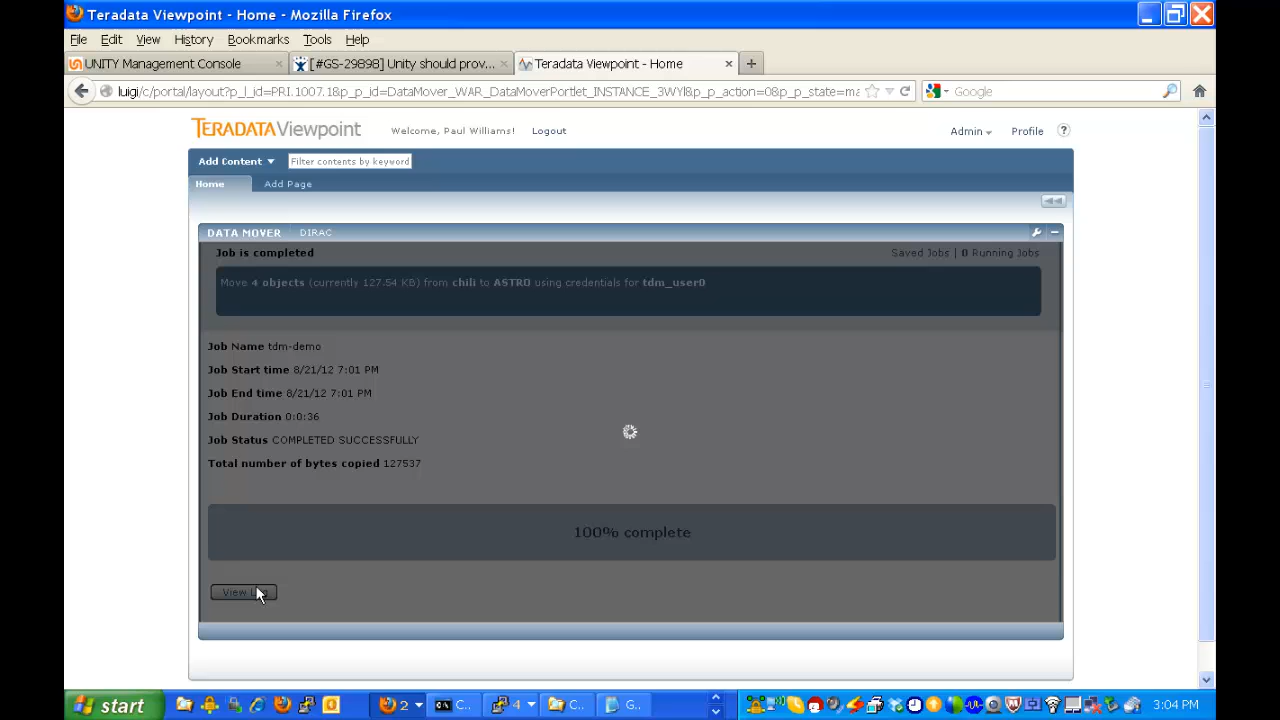 Teradata Viewpoint - Home - Mozilla Firefox
File Edit View History Bookmarks Tools Help
UNITY Management Console × [#GS-29898] Unity should prov... × Teradata Viewpoint - Home × +
luigi/c/portal/layout?p_l_id=PRI.1007.1&p_p_id=DataMover_WAR_DataMoverPortlet_INSTANCE_3WYl&p_p_action=0&p_p_state=ma Google
TERADATA Viewpoint Welcome, Paul Williams! Logout Admin Profile ?
Add Content Filter contents by keyword
Home Add Page
DATA MOVER DIRAC
Job is completed Saved Jobs | 0 Running Jobs
Move 4 objects (currently 127.54 KB) from chili to ASTRO using credentials for tdm_user0
Job Name tdm-demo
Job Start time 8/21/12 7:01 PM
Job End time 8/21/12 7:01 PM
Job Duration 0:0:36
Job Status COMPLETED SUCCESSFULLY
Total number of bytes copied 127537
100% complete
View
start 2 C... 4 C... G... 3:04 PM